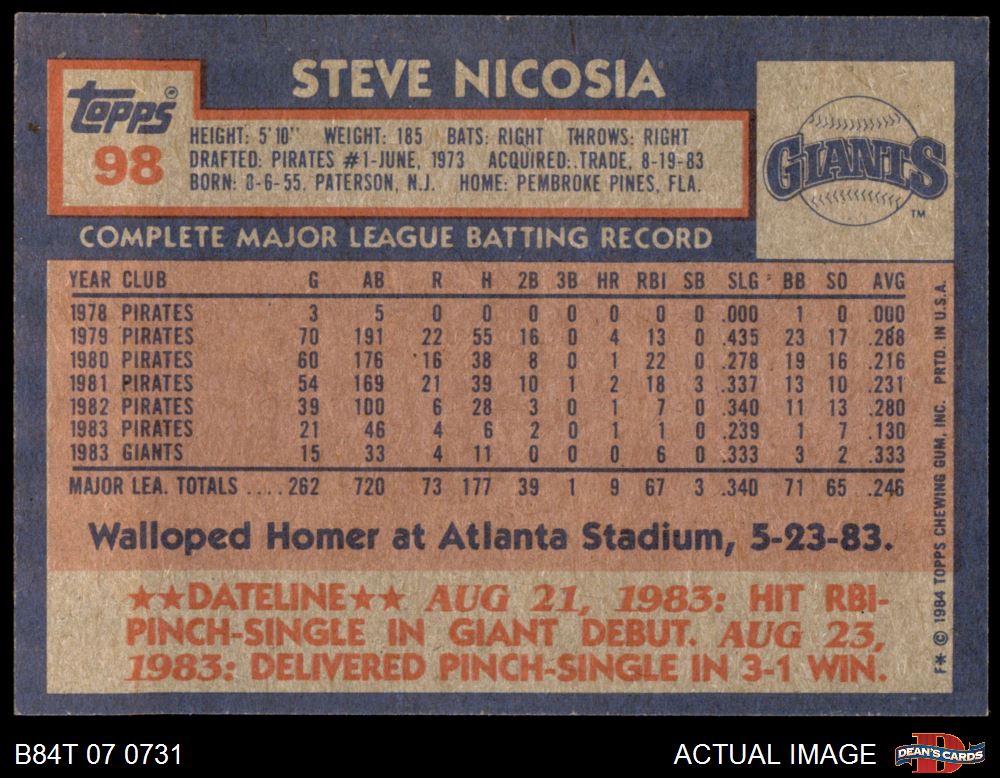 STEVE NICOSIA
Topps®
98
HEIGHT: 5'10" WEIGHT: 185 BATS: RIGHT THROWS: RIGHT
DRAFTED: PIRATES #1-JUNE, 1973 ACQUIRED: TRADE, 8-19-83
BORN: 8-6-55, PATERSON, N.J. HOME: PEMBROKE PINES, FLA.
GIANTS
TM
COMPLETE MAJOR LEAGUE BATTING RECORD
YEAR CLUB G AB R H 2B 3B HR RBI SB SLG BB SO AVG
1978 PIRATES 3 5 0 0 0 0 0 0 0 .000 1 0 .000
1979 PIRATES 70 191 22 55 16 0 4 13 0 .435 23 17 .288
1980 PIRATES 60 176 16 38 8 0 1 22 0 .278 19 16 .216
1981 PIRATES 54 169 21 39 10 1 2 18 3 .337 13 10 .231
1982 PIRATES 39 100 6 28 3 0 1 7 0 .340 11 13 .280
1983 PIRATES 21 46 4 6 2 0 1 1 0 .239 1 7 .130
1983 GIANTS 15 33 4 11 0 0 0 6 0 .333 3 2 .333
MAJOR LEA. TOTALS ....262 720 73 177 39 1 9 67 3 .340 71 65 .246
Walloped Homer at Atlanta Stadium, 5-23-83.
★★DATELINE★★ AUG 21, 1983: HIT RBI-
PINCH-SINGLE IN GIANT DEBUT. AUG 23,
1983: DELIVERED PINCH-SINGLE IN 3-1 WIN.
F* © 1984 TOPPS CHEWING GUM, INC. PRTD. IN U.S.A.
B84T 07 0731
ACTUAL IMAGE
DEAN'S CARDS